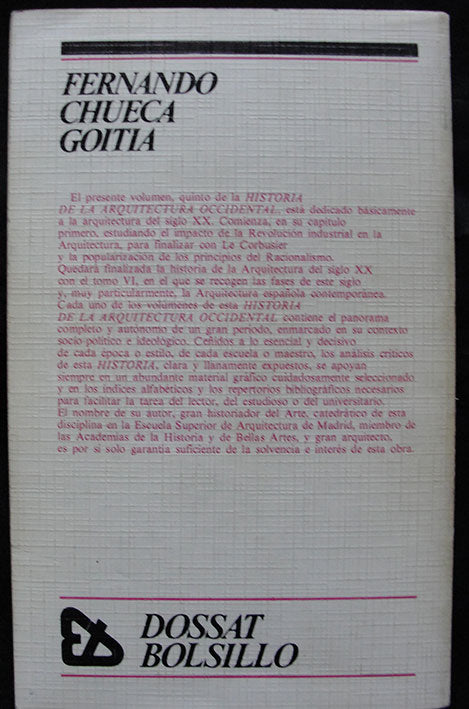 FERNANDO
CHUECA
GOITIA
El presente volumen, quinto de la HISTORIA
DE LA ARQUITECTURA OCCIDENTAL, está dedicado básicamente
a la arquitectura del siglo XX. Comienza, en su capítulo
primero, estudiando el impacto de la Revolución industrial en la
Arquitectura, para finalizar con Le Corbusier
y la popularización de los principios del Racionalismo.
Quedará finalizada la historia de la Arquitectura del siglo XX
con el tomo VI, en el que se recogen las fases de este siglo
y, muy particularmente, la Arquitectura española contemporánea.
Cada uno de los volúmenes de esta HISTORIA
DE LA ARQUITECTURA OCCIDENTAL contiene el panorama
completo y autónomo de un gran período, enmarcado en su contexto
socio-político e ideológico. Ceñidos a lo esencial y decisivo
de cada época o estilo, de cada escuela o maestro, los análisis críticos
de esta HISTORIA, clara y llanamente expuestos, se apoyan
siempre en un abundante material gráfico cuidadosamente seleccionado
y en los índices alfabéticos y los repertorios bibliográficos necesarios
para facilitar la tarea del lector, del estudioso o del universitario.
El nombre de su autor, gran historiador del Arte, catedrático de esta
disciplina en la Escuela Superior de Arquitectura de Madrid, miembro de
las Academias de la Historia y de Bellas Artes, y gran arquitecto,
es por sí solo garantía suficiente de la solvencia e interés de esta obra.
DOSSAT
BOLSILLO